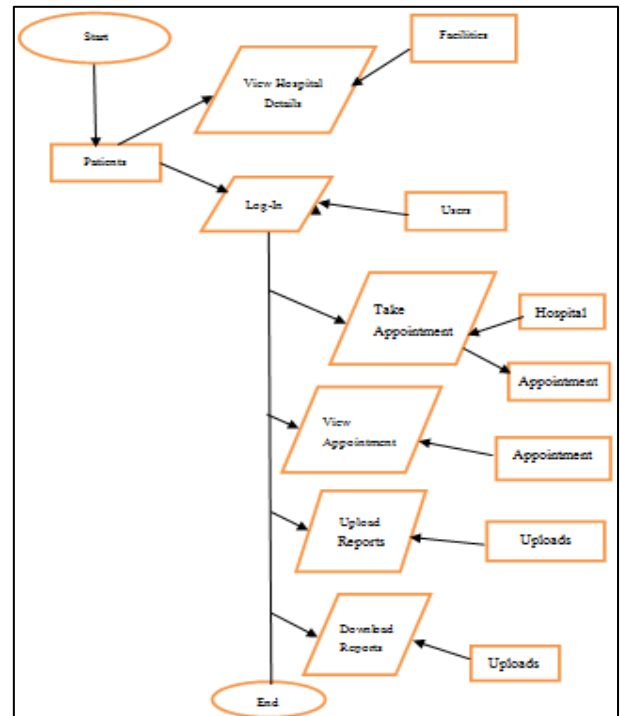 Start
Facilities
View Hospital
Details
Patients
Log-In
Users
Take
Appointment
Hospital
Appointment
View
Appointment
Appointment
Upload
Reports
Uploads
Download
Reports
Uploads
End